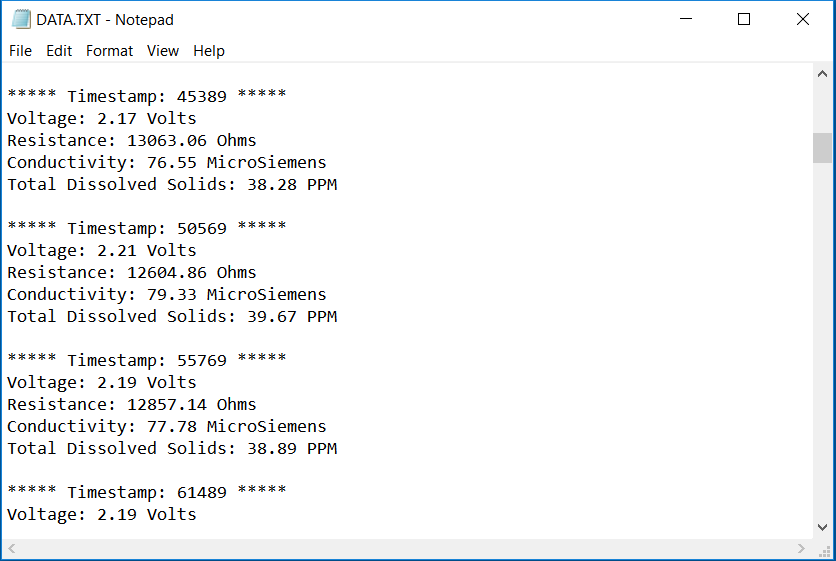 DATA.TXT - Notepad
File Edit Format View Help
***** Timestamp: 45389 *****
Voltage: 2.17 Volts
Resistance: 13063.06 Ohms
Conductivity: 76.55 MicroSiemens
Total Dissolved Solids: 38.28 PPM
***** Timestamp: 50569 *****
Voltage: 2.21 Volts
Resistance: 12604.86 Ohms
Conductivity: 79.33 MicroSiemens
Total Dissolved Solids: 39.67 PPM
***** Timestamp: 55769 *****
Voltage: 2.19 Volts
Resistance: 12857.14 Ohms
Conductivity: 77.78 MicroSiemens
Total Dissolved Solids: 38.89 PPM
***** Timestamp: 61489 *****
Voltage: 2.19 Volts